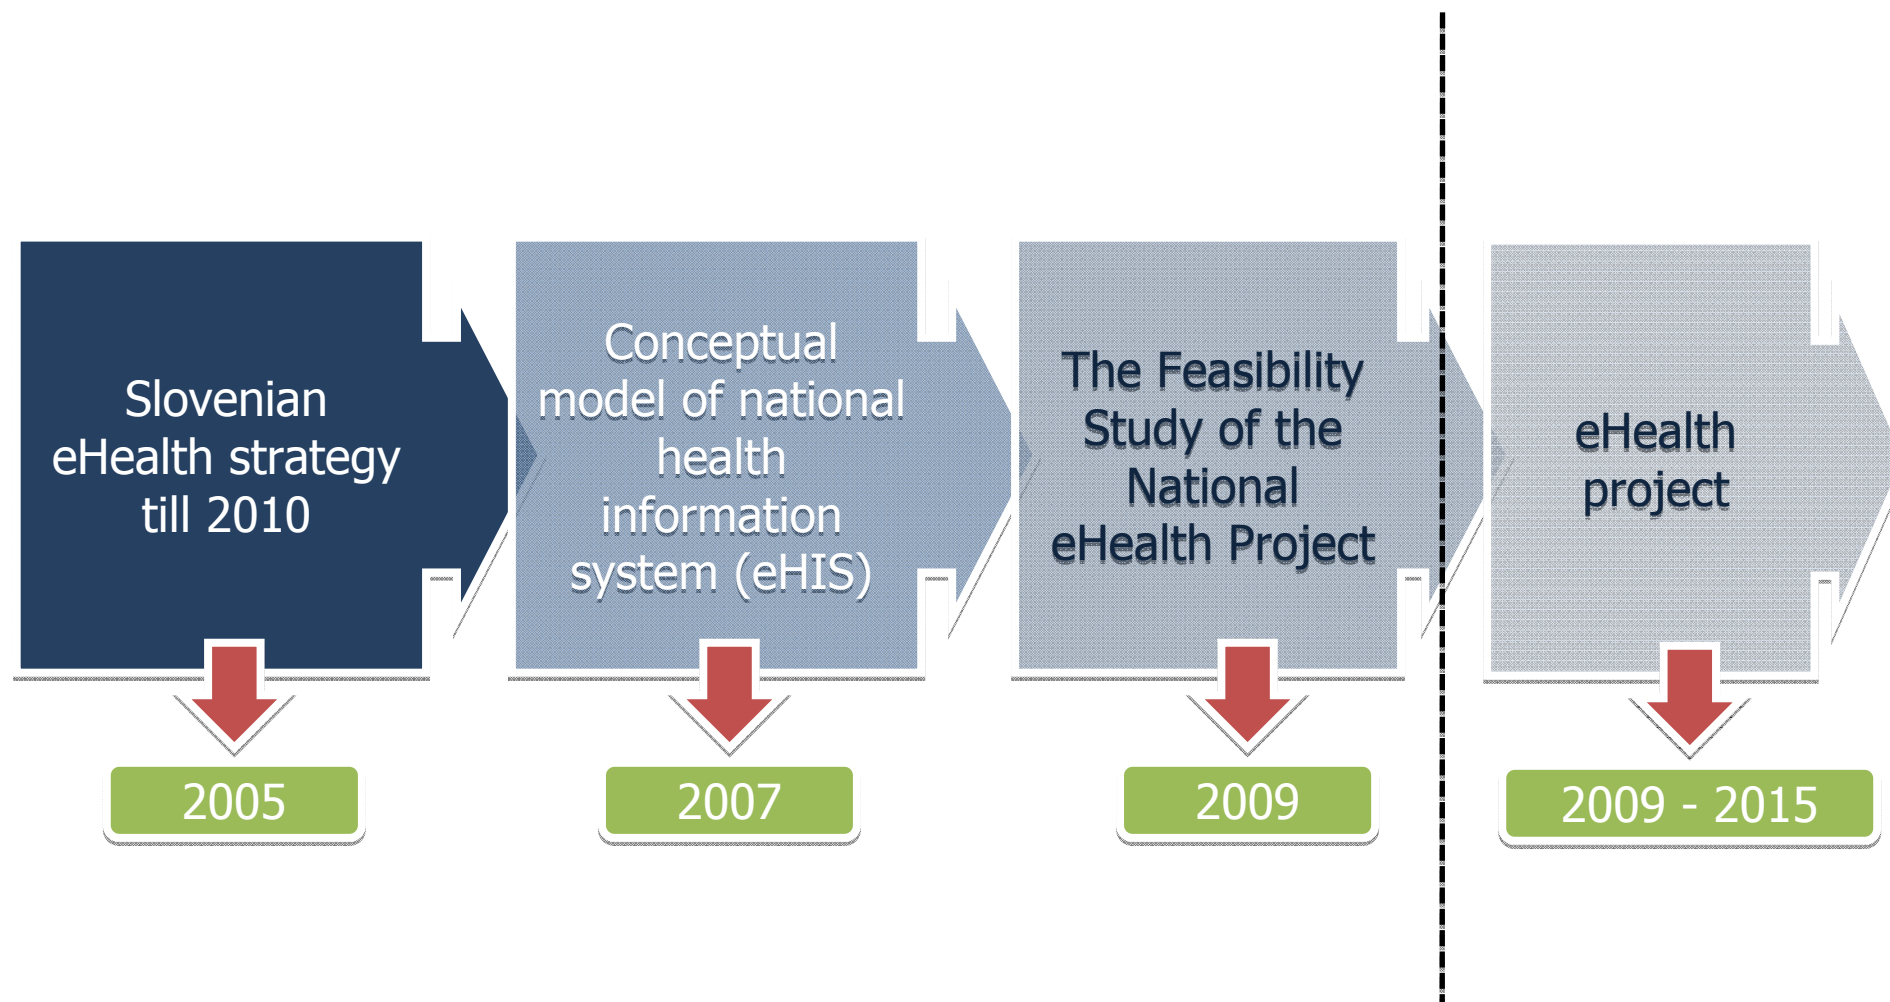 Slovenian
eHealth strategy
till 2010
Conceptual
model of national
health
information
system (eHIS)
The Feasibility
Study of the
National
eHealth Project
eHealth
project
2005
2007
2009
2009 - 2015